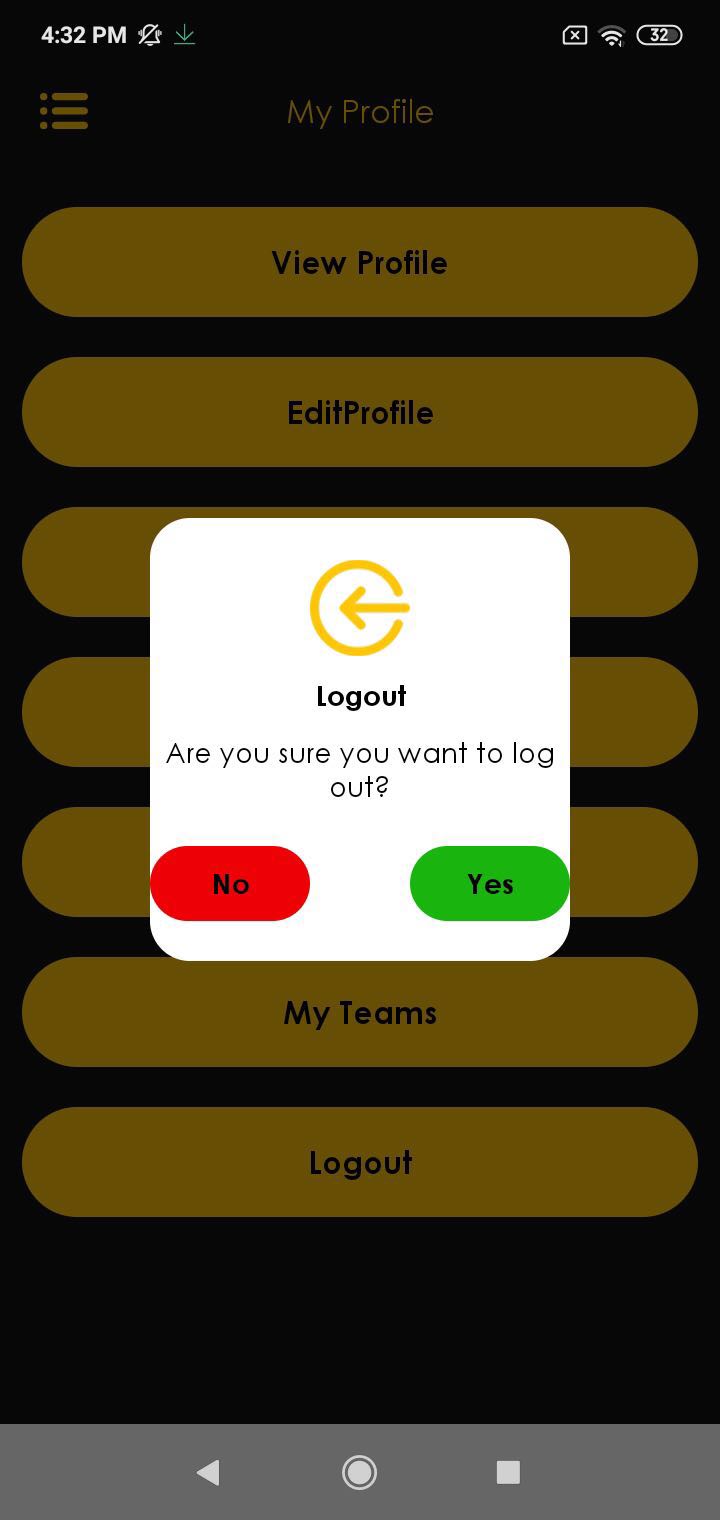 4:32 PM
32
My Profile
View Profile
EditProfile
Logout
Are you sure you want to log
out?
No
Yes
My Teams
Logout